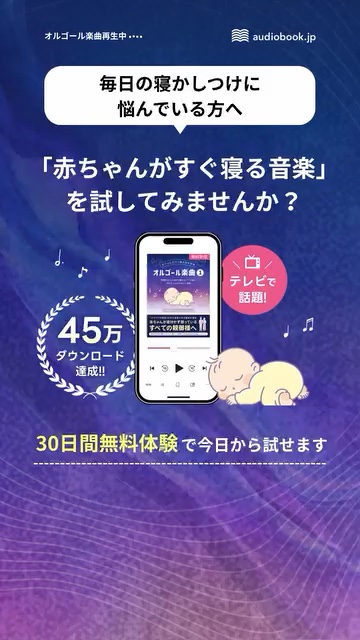 オルゴール楽曲再生中 ••••
audiobook.jp
毎日の寝かしつけに
悩んでいる方へ
「赤ちゃんがすぐ寝る音楽」
を試してみませんか？
オルゴール楽曲 1
すべての親御様へ
テレビで
話題!
45万
ダウンロード
達成!!
30日間無料体験 で今日から試せます